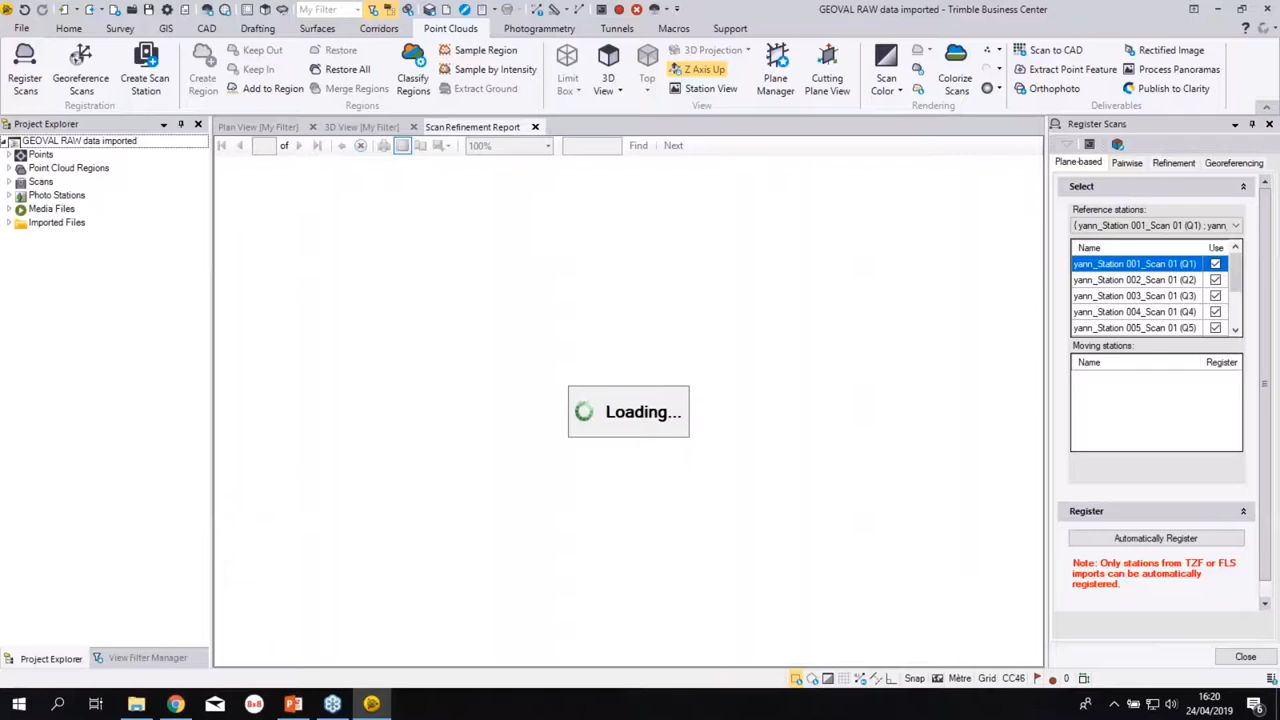 My Filter
GEOVAL RAW data imported - Trimble Business Center
File Home Survey GIS CAD Drafting Surfaces Corridors Point Clouds Photogrammetry Tunnels Macros Support
Register Scans
Georeference Scans
Create Scan Station
Registration
Create Region
Keep Out
Keep In
Add to Region
Restore
Restore All
Merge Regions
Regions
Classify Regions
Sample Region
Sample by Intensity
Extract Ground
Limit Box
3D View
Top
3D Projection
Z Axis Up
Station View
Plane Manager
Cutting Plane View
View
Scan Color
Colorize Scans
Rendering
Scan to CAD
Extract Point Feature
Orthophoto
Rectified Image
Process Panoramas
Publish to Clarity
Deliverables
Project Explorer
GEOVAL RAW data imported
Points
Point Cloud Regions
Scans
Photo Stations
Media Files
Imported Files
Project Explorer View Filter Manager
Plan View [My Filter] 3D View [My Filter] Scan Refinement Report
of 100% Find Next
Loading...
Register Scans
Plane-based Pairwise Refinement Georeferencing
Select
Reference stations:
(yann_Station 001_Scan 01 (Q1) ; yann_
Name Use
yann_Station 001_Scan 01 (Q1)
yann_Station 002_Scan 01 (Q2)
yann_Station 003_Scan 01 (Q3)
yann_Station 004_Scan 01 (Q4)
yann_Station 005_Scan 01 (Q5)
Moving stations:
Name Register
Register
Automatically Register
Note: Only stations from TZF or FLS
imports can be automatically
registered.
Close
Snap Mètre Grid CC46 0
16:20
24/04/2019